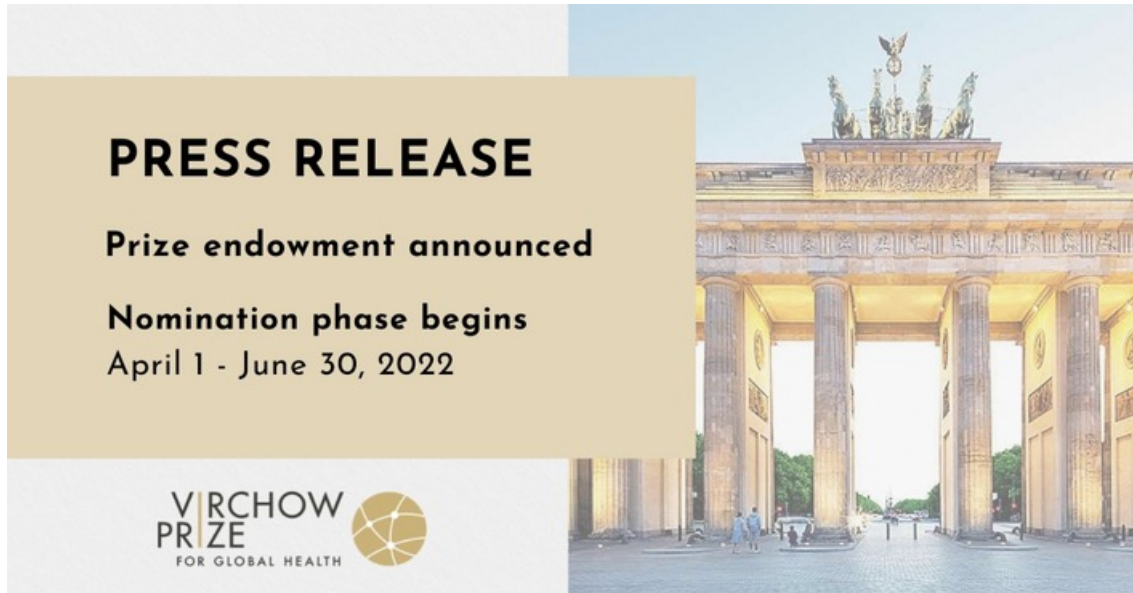 PRESS RELEASE
Prize endowment announced
Nomination phase begins
April 1 - June 30, 2022
VIRCHOW
PRIZE
FOR GLOBAL HEALTH